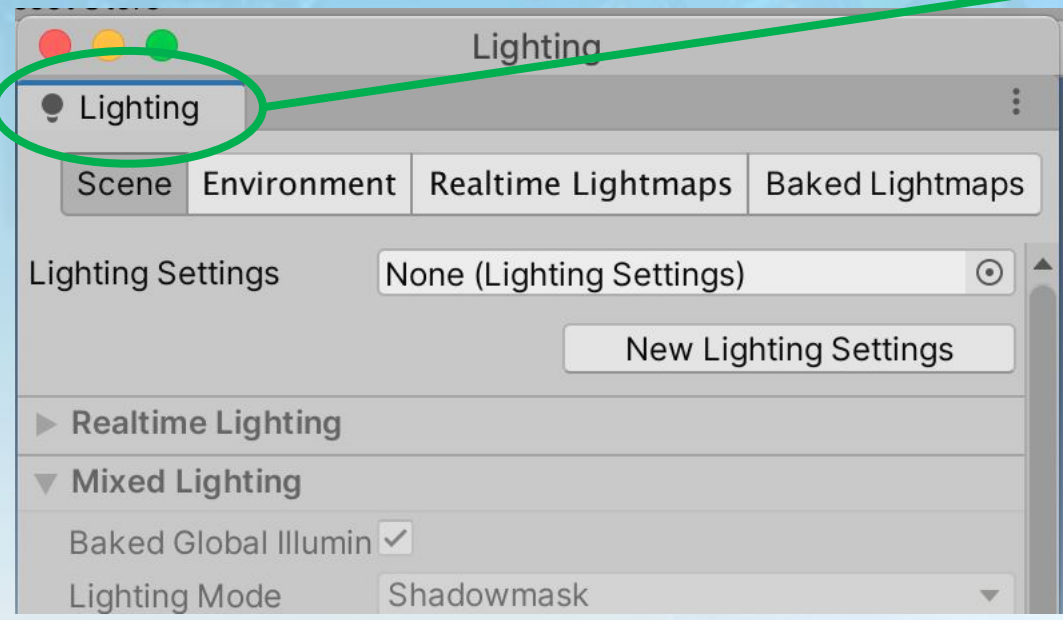 Lighting
Lighting
Scene Environment Realtime Lightmaps Baked Lightmaps
Lighting Settings None (Lighting Settings)
New Lighting Settings
Realtime Lighting
Mixed Lighting
Baked Global Illumin
Lighting Mode Shadowmask